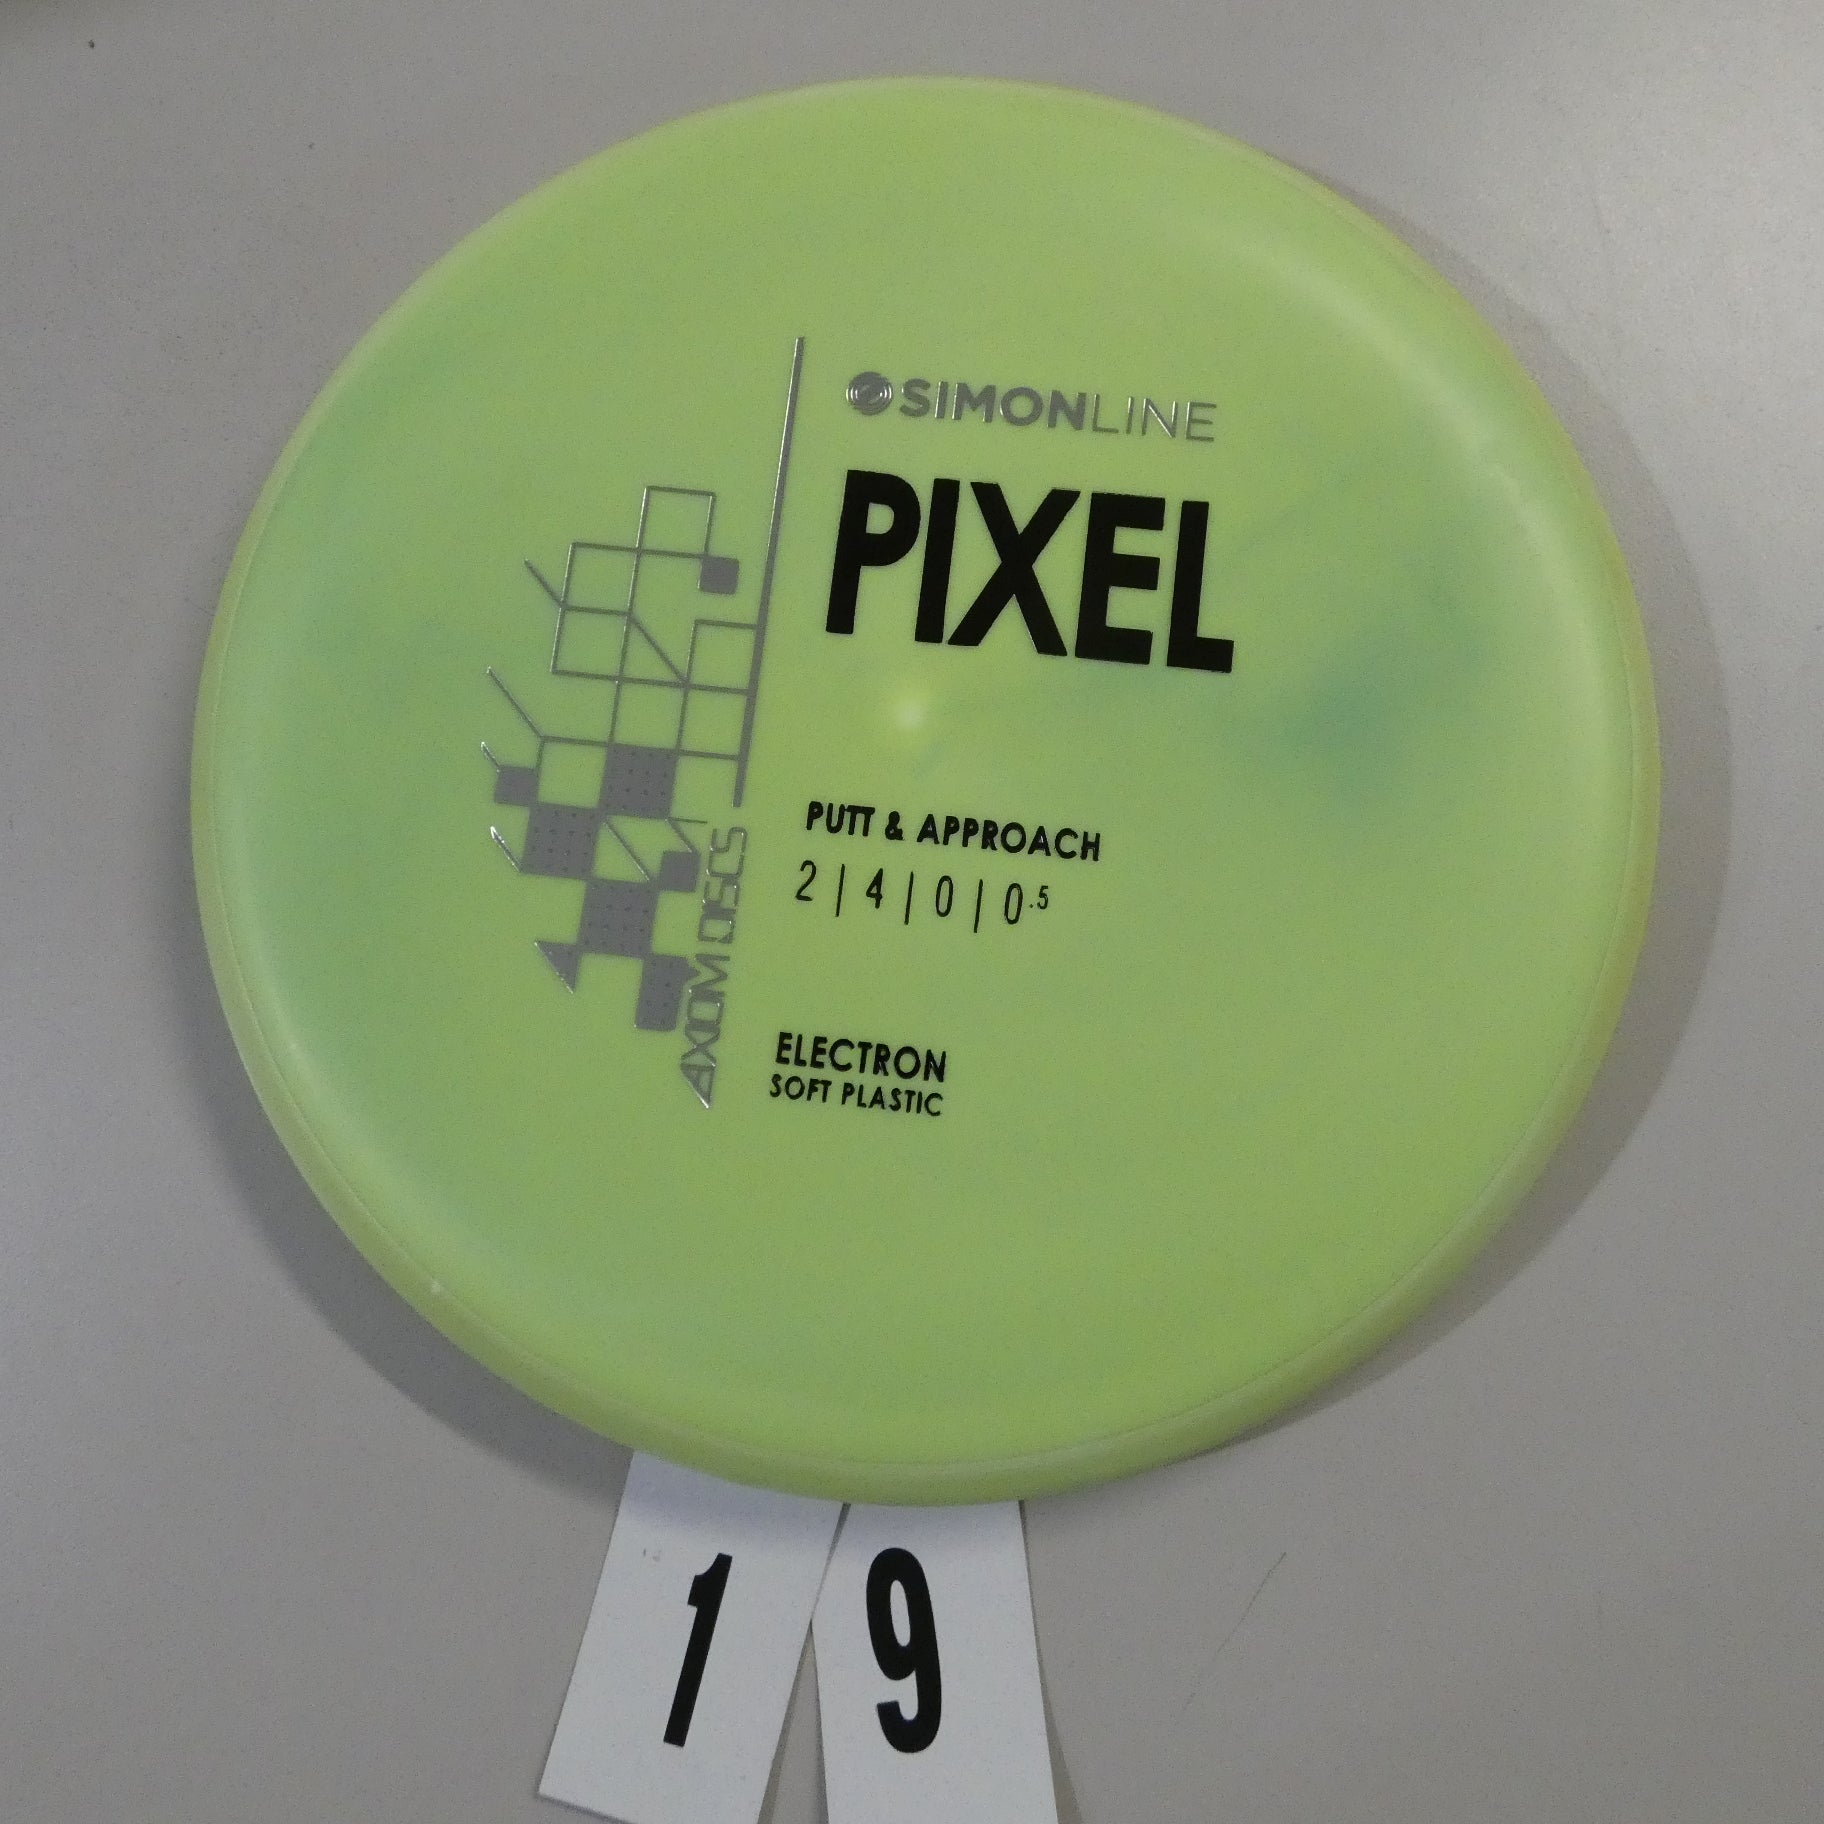 SIMONLINE
PIXEL
PUTT & APPROACH
2 | 4 | 0 | 0.5
AXIOM DISCS
ELECTRON
SOFT PLASTIC
1 9